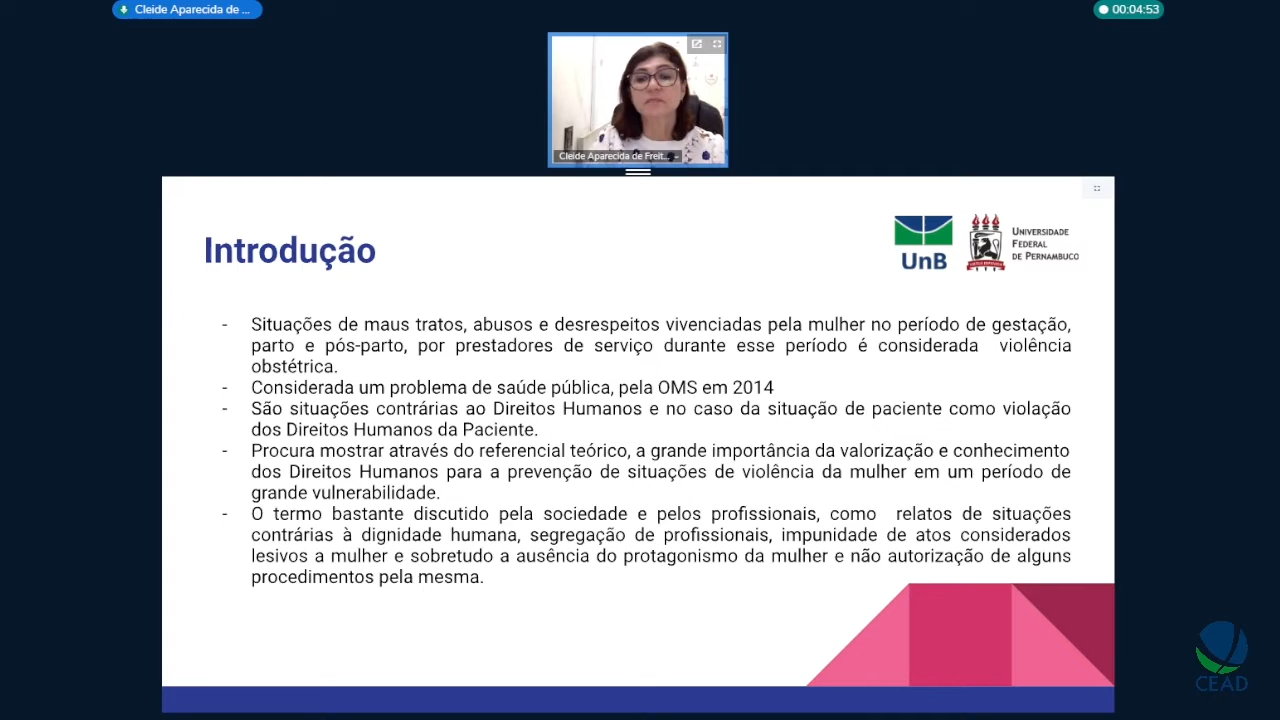 Cleide Aparecida de ...
00:04:53
Cleide Aparecida de Freit...
Introdução
UnB
UNIVERSIDADE
FEDERAL
DE PERNAMBUCO
- Situações de maus tratos, abusos e desrespeitos vivenciadas pela mulher no período de gestação,
parto e pós-parto, por prestadores de serviço durante esse período é considerada violência
obstétrica.
- Considerada um problema de saúde pública, pela OMS em 2014
- São situações contrárias ao Direitos Humanos e no caso da situação de paciente como violação
dos Direitos Humanos da Paciente.
- Procura mostrar através do referencial teórico, a grande importância da valorização e conhecimento
dos Direitos Humanos para a prevenção de situações de violência da mulher em um período de
grande vulnerabilidade.
- O termo bastante discutido pela sociedade e pelos profissionais, como relatos de situações
contrárias à dignidade humana, segregação de profissionais, impunidade de atos considerados
lesivos a mulher e sobretudo a ausência do protagonismo da mulher e não autorização de alguns
procedimentos pela mesma.
CEAD